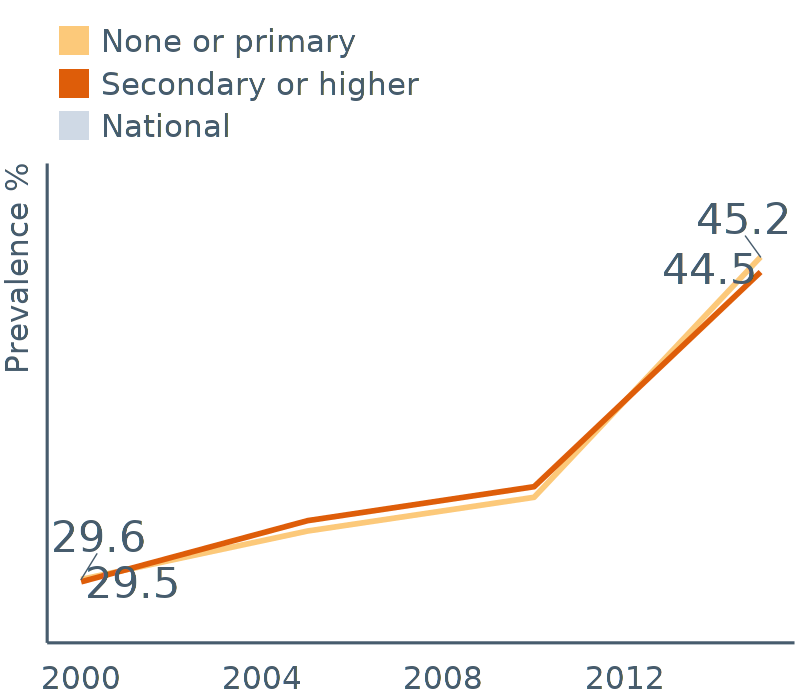 None or primary
Secondary or higher
National
Prevalence %
45.2
44.5
29.6
29.5
2000 2004 2008 2012